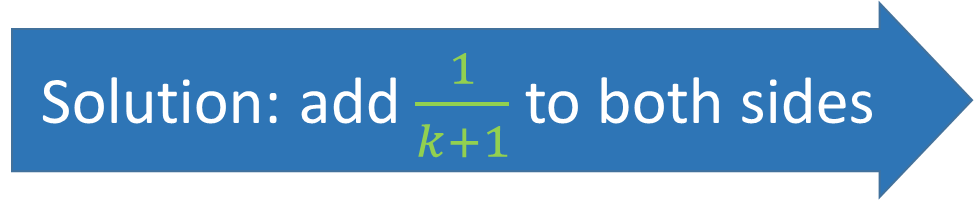 Solution: add 1/(k+1) to both sides